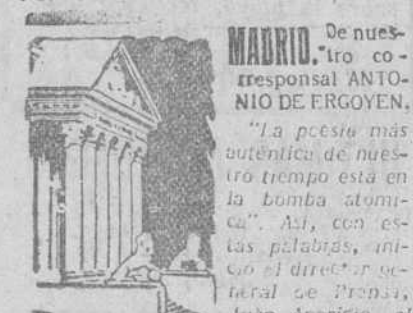 MADRID. De nues-
tro co-
rresponsal ANTO-
NIO DE ERGOYEN.
"La poesía más
auténtica de nues-
tro tiempo está en
la bomba atómi-
ca". Así, con es-
tas palabras, ini-
ció el director ge-
neral de Prensa,